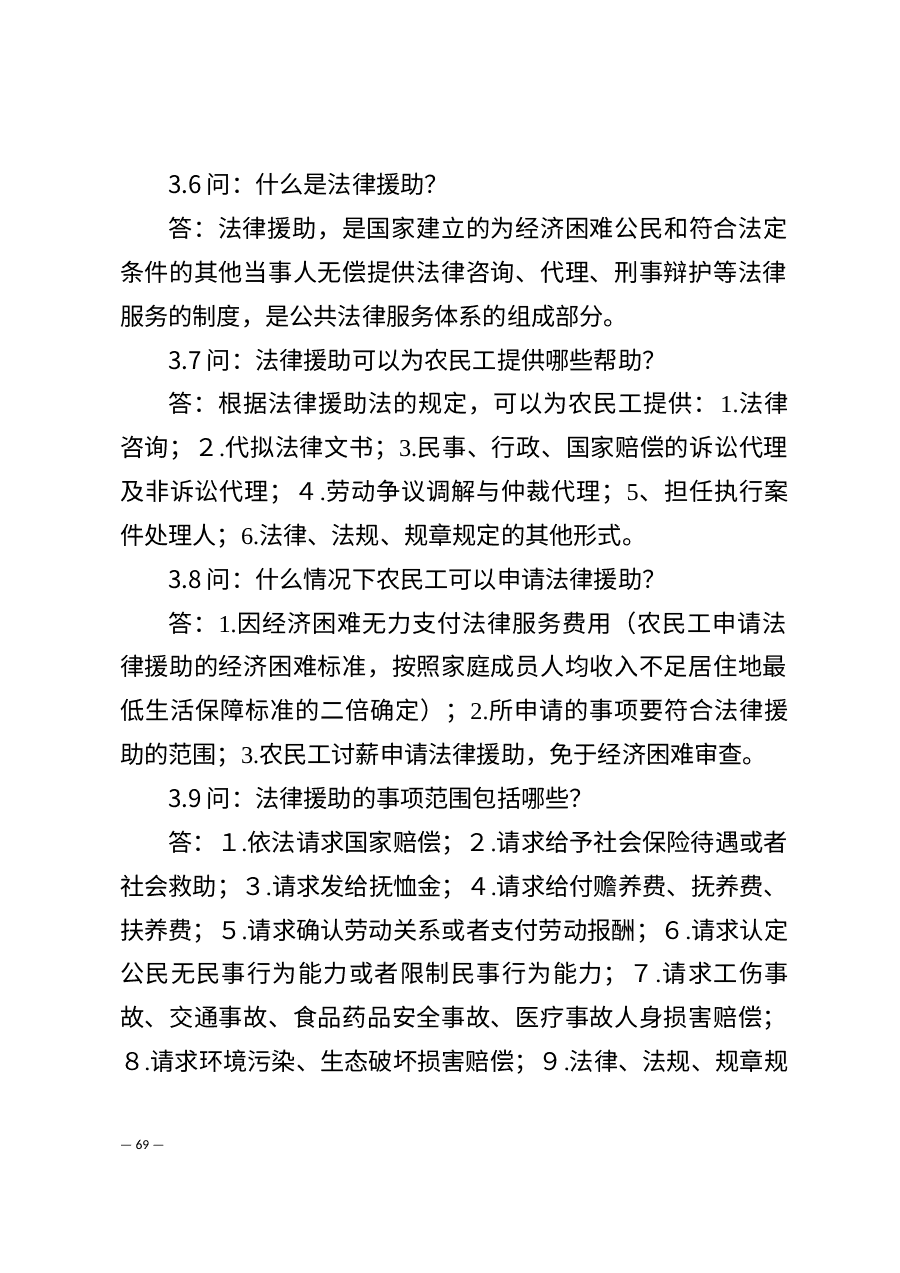 3.6 问：什么是法律援助？
答：法律援助，是国家建立的为经济困难公民和符合法定
条件的其他当事人无偿提供法律咨询、代理、刑事辩护等法律
服务的制度，是公共法律服务体系的组成部分。
3.7 问：法律援助可以为农民工提供哪些帮助？
答：根据法律援助法的规定，可以为农民工提供：1.法律
咨询；２.代拟法律文书；3.民事、行政、国家赔偿的诉讼代理
及非诉讼代理；４.劳动争议调解与仲裁代理；5、担任执行案
件处理人；6.法律、法规、规章规定的其他形式。
3.8 问：什么情况下农民工可以申请法律援助？
答：1.因经济困难无力支付法律服务费用（农民工申请法
律援助的经济困难标准，按照家庭成员人均收入不足居住地最
低生活保障标准的二倍确定）；2.所申请的事项要符合法律援
助的范围；3.农民工讨薪申请法律援助，免于经济困难审查。
3.9 问：法律援助的事项范围包括哪些？
答：１.依法请求国家赔偿；２.请求给予社会保险待遇或者
社会救助；３.请求发给抚恤金；４.请求给付赡养费、抚养费、
扶养费；５.请求确认劳动关系或者支付劳动报酬；６.请求认定
公民无民事行为能力或者限制民事行为能力；７.请求工伤事
故、交通事故、食品药品安全事故、医疗事故人身损害赔偿；
８.请求环境污染、生态破坏损害赔偿；９.法律、法规、规章规
— 69 —